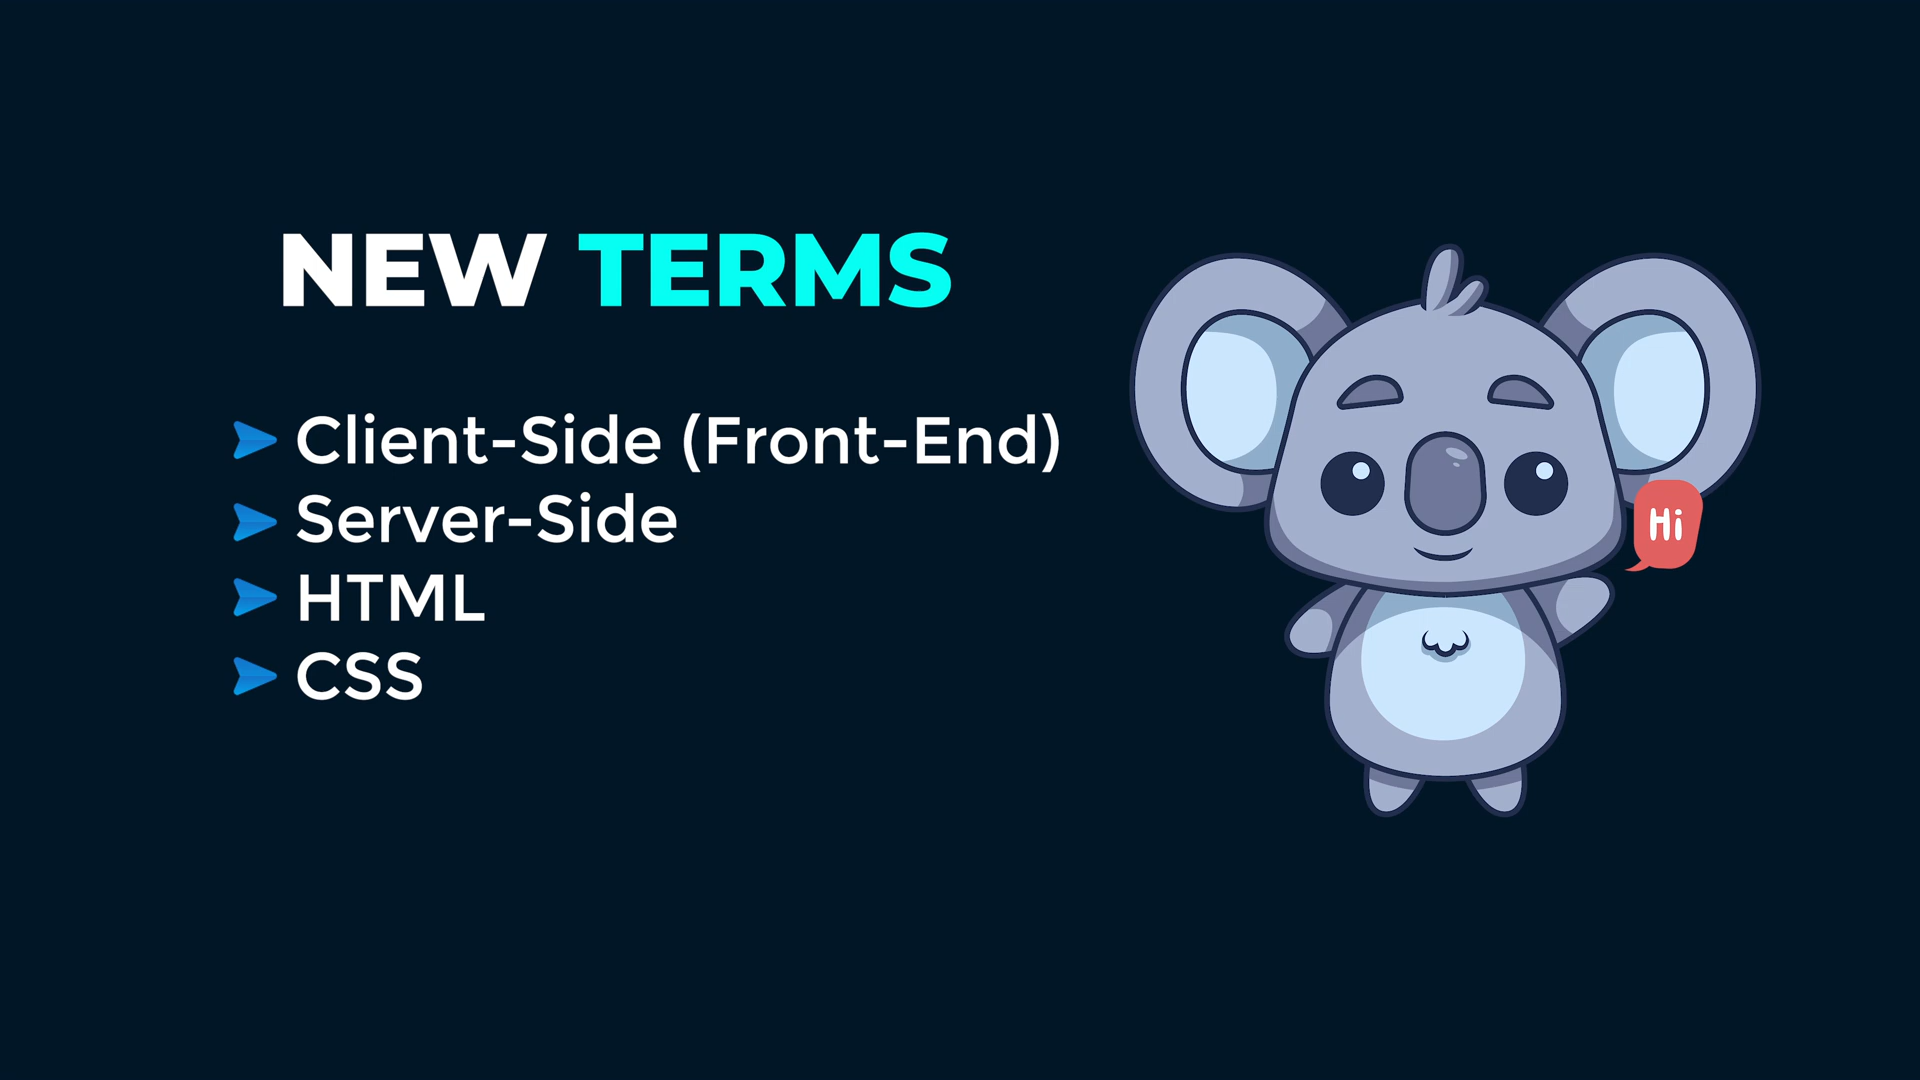 NEW TERMS
Client-Side (Front-End)
Server-Side
HTML
CSS
Hi